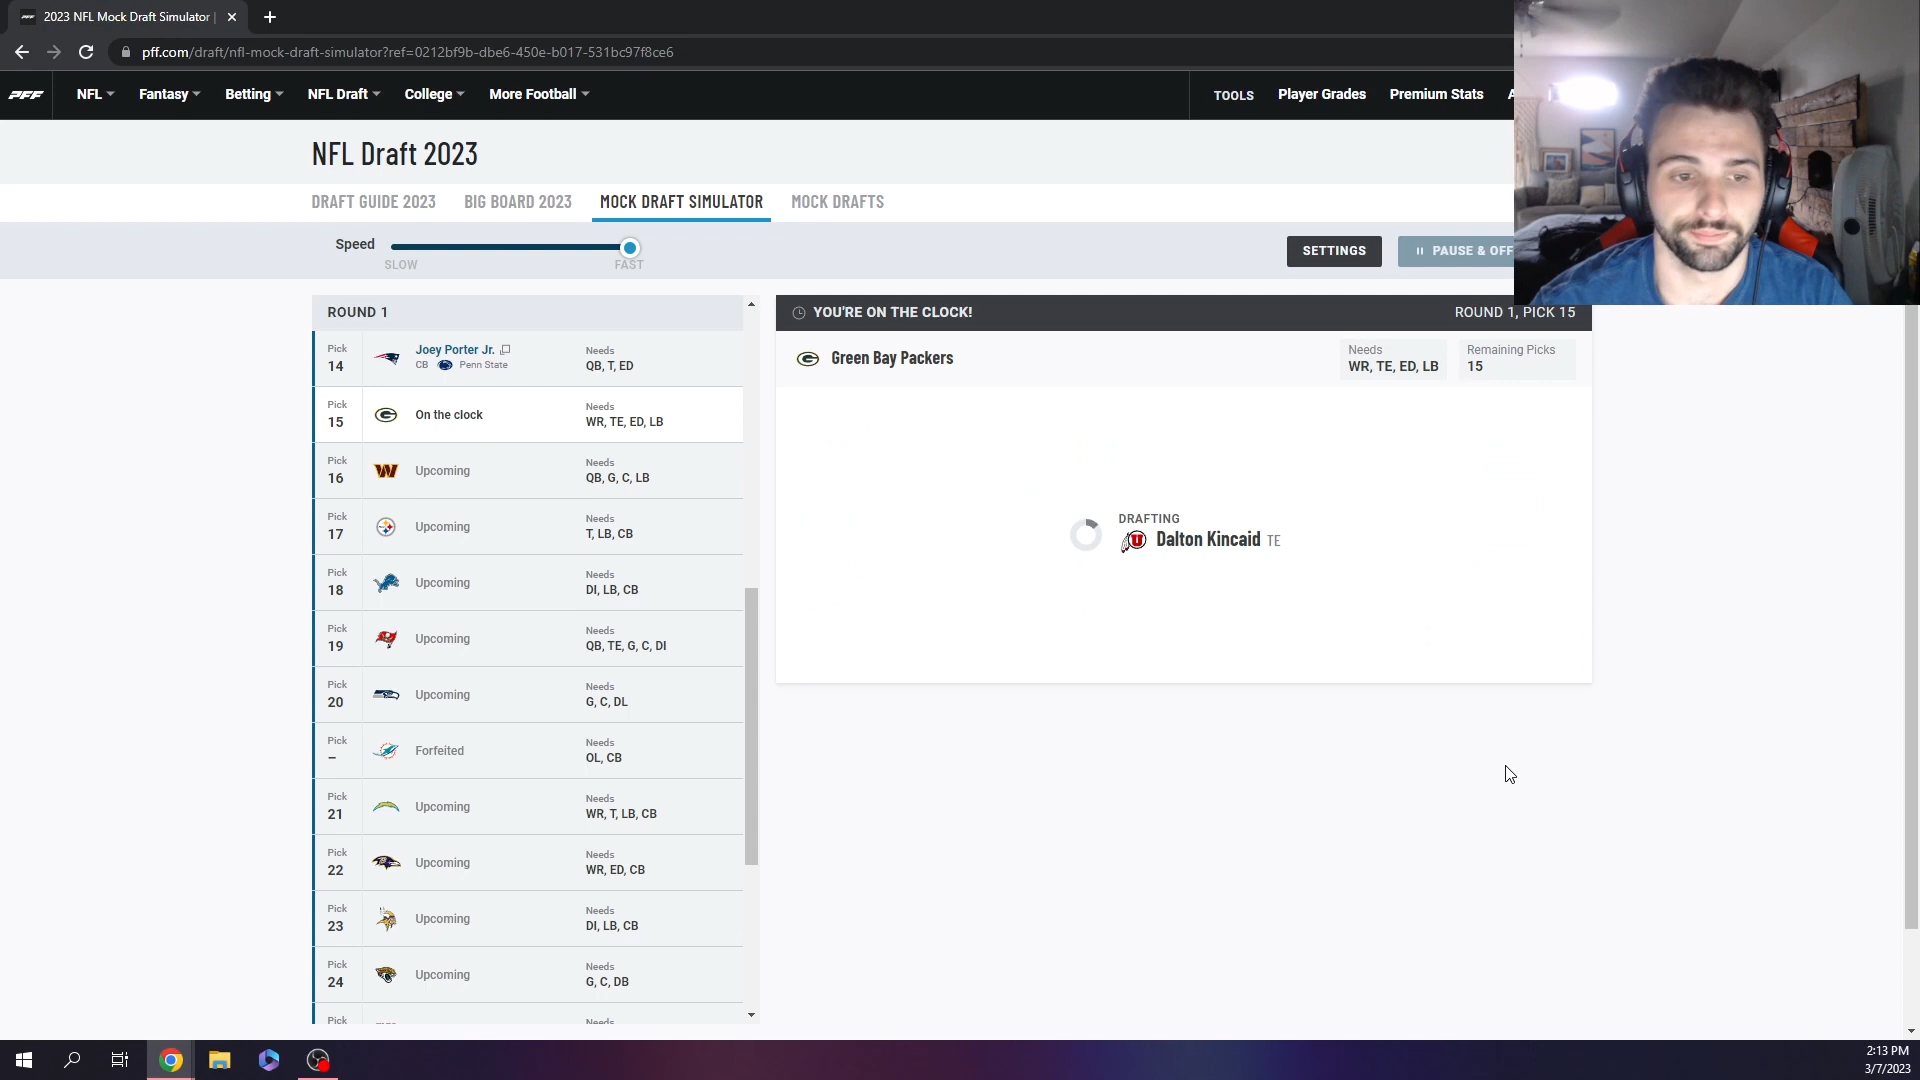 2023 NFL Mock Draft Simulator |
pff.com/draft/nfl-mock-draft-simulator?ref=0212bf9b-dbe6-450e-b017-531bc97f8ce6
PFF NFL Fantasy Betting NFL Draft College More Football TOOLS Player Grades Premium Stats
NFL Draft 2023
DRAFT GUIDE 2023 BIG BOARD 2023 MOCK DRAFT SIMULATOR MOCK DRAFTS
Speed
SLOW FAST
SETTINGS PAUSE & OFF
ROUND 1
Pick 14 Joey Porter Jr. CB Penn State Needs QB, T, ED
Pick 15 On the clock Needs WR, TE, ED, LB
Pick 16 Upcoming Needs QB, G, C, LB
Pick 17 Upcoming Needs T, LB, CB
Pick 18 Upcoming Needs DI, LB, CB
Pick 19 Upcoming Needs QB, TE, G, C, DI
Pick 20 Upcoming Needs G, C, DL
Pick – Forfeited Needs OL, CB
Pick 21 Upcoming Needs WR, T, LB, CB
Pick 22 Upcoming Needs WR, ED, CB
Pick 23 Upcoming Needs DI, LB, CB
Pick 24 Upcoming Needs G, C, DB
Pick Needs
YOU'RE ON THE CLOCK! ROUND 1, PICK 15
Green Bay Packers
Needs WR, TE, ED, LB
Remaining Picks 15
DRAFTING
Dalton Kincaid TE
2:13 PM
3/7/2023